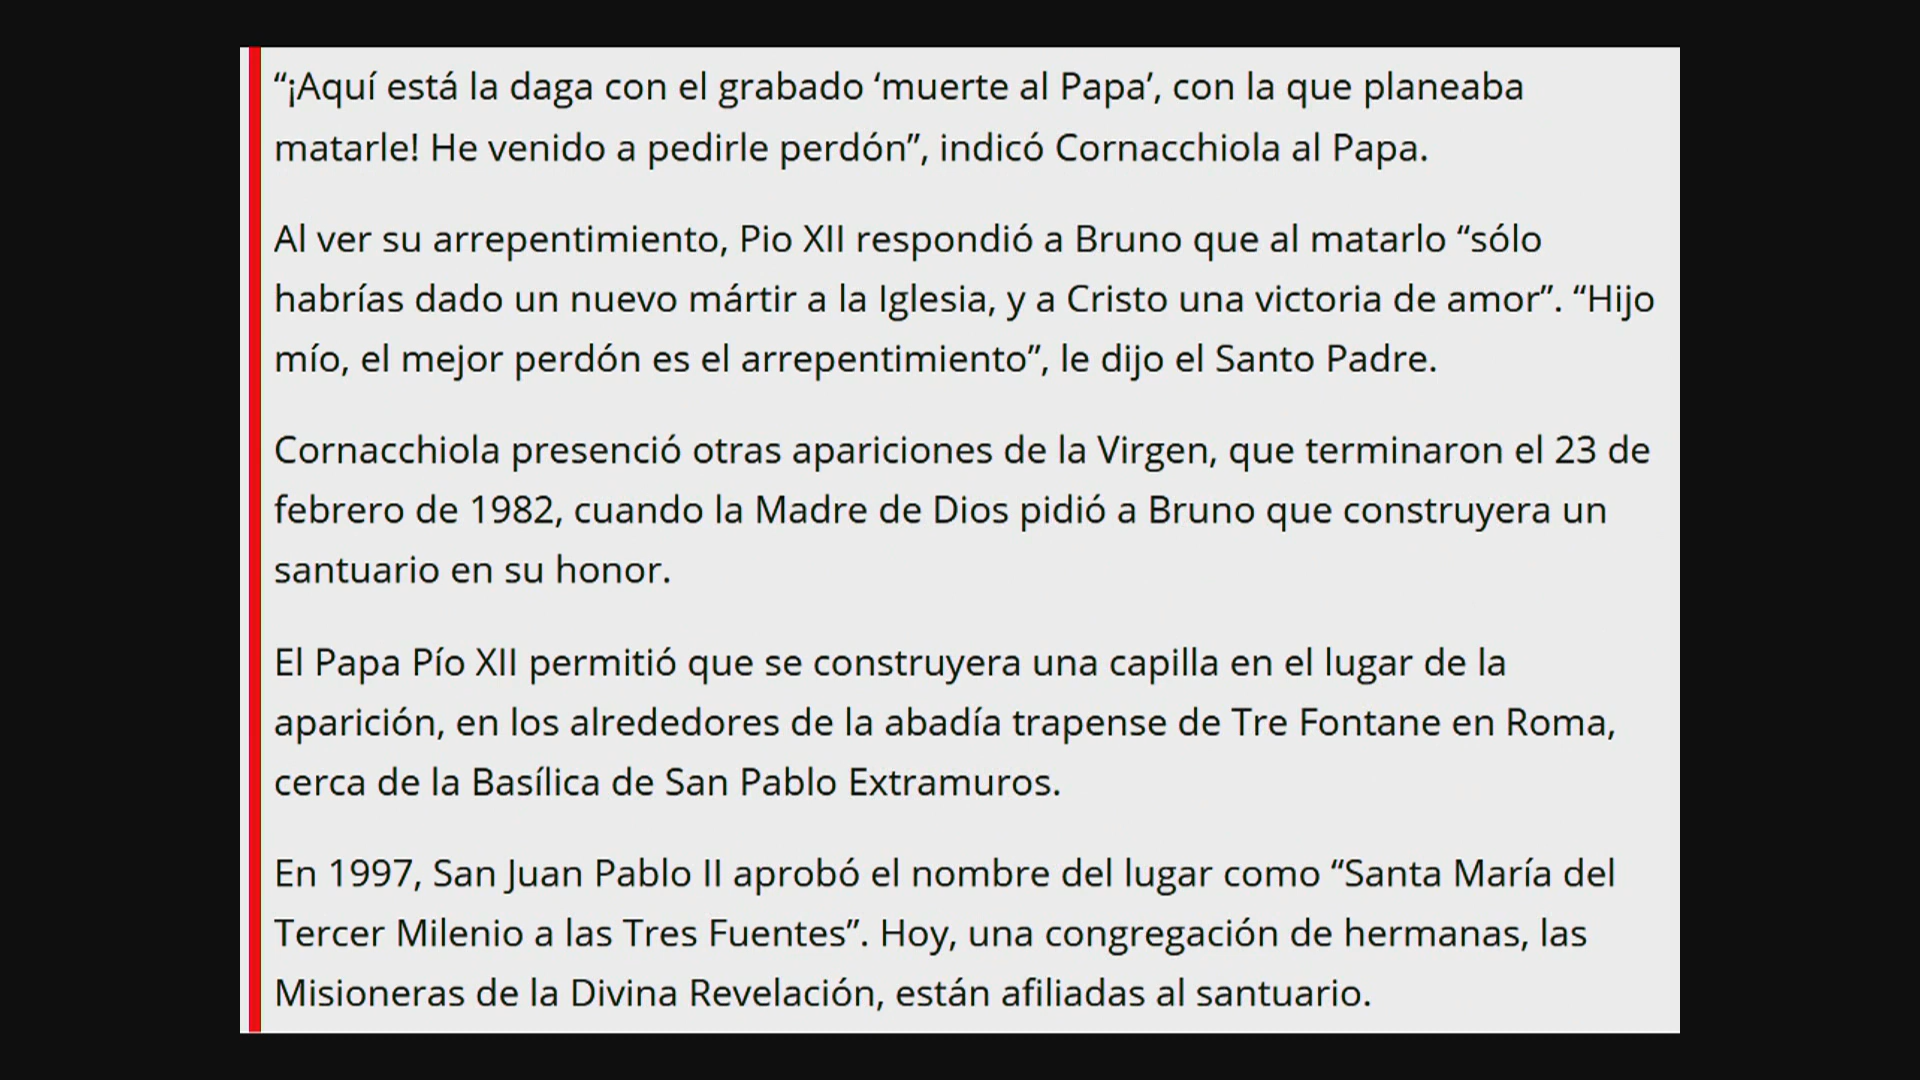 “¡Aquí está la daga con el grabado ‘muerte al Papa’, con la que planeaba
matarle! He venido a pedirle perdón”, indicó Cornacchiola al Papa.
Al ver su arrepentimiento, Pio XII respondió a Bruno que al matarlo “sólo
habrías dado un nuevo mártir a la Iglesia, y a Cristo una victoria de amor”. “Hijo
mío, el mejor perdón es el arrepentimiento”, le dijo el Santo Padre.
Cornacchiola presenció otras apariciones de la Virgen, que terminaron el 23 de
febrero de 1982, cuando la Madre de Dios pidió a Bruno que construyera un
santuario en su honor.
El Papa Pío XII permitió que se construyera una capilla en el lugar de la
aparición, en los alrededores de la abadía trapense de Tre Fontane en Roma,
cerca de la Basílica de San Pablo Extramuros.
En 1997, San Juan Pablo II aprobó el nombre del lugar como “Santa María del
Tercer Milenio a las Tres Fuentes”. Hoy, una congregación de hermanas, las
Misioneras de la Divina Revelación, están afiliadas al santuario.